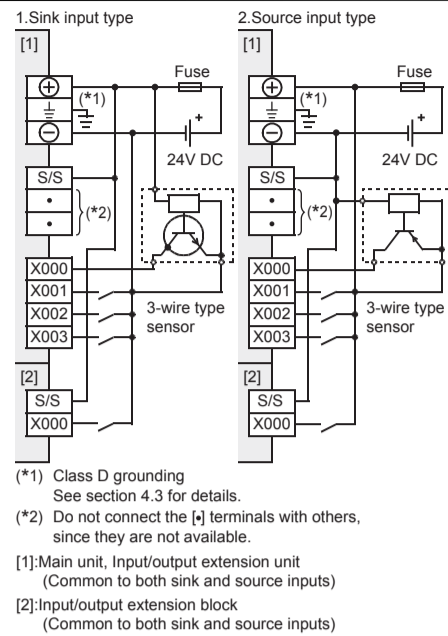 1.Sink input type
[1]
Fuse
(*1)
+
24V DC
S/S
(*2)
X000
X001
X002
X003
3-wire type
sensor
[2]
S/S
X000
2.Source input type
[1]
Fuse
(*1)
+
24V DC
S/S
(*2)
X000
X001
X002
X003
3-wire type
sensor
[2]
S/S
X000
(*1) Class D grounding
See section 4.3 for details.
(*2) Do not connect the [•] terminals with others,
since they are not available.
[1]:Main unit, Input/output extension unit
(Common to both sink and source inputs)
[2]:Input/output extension block
(Common to both sink and source inputs)